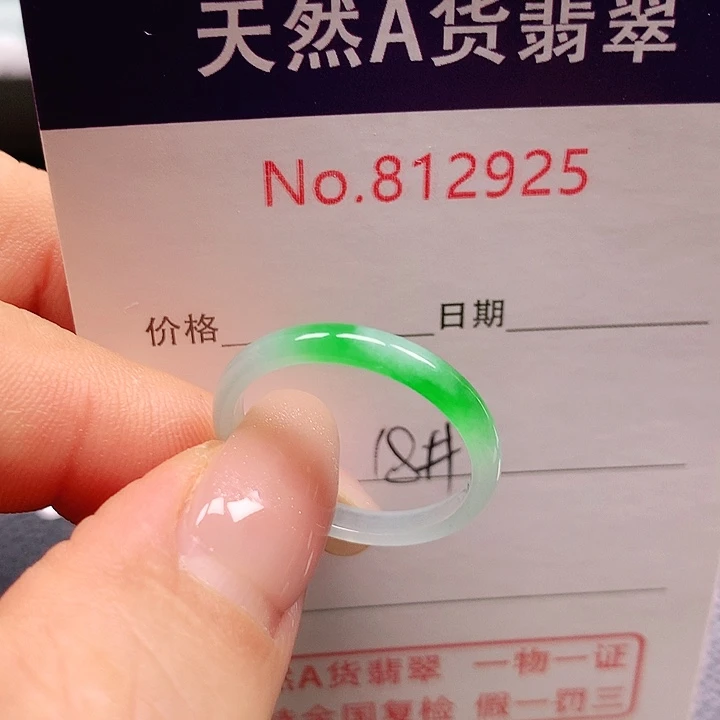 天然A货翡翠
No.812925
价格 日期
18#
然A货翡翠 一物一证
全国复检 假一罚三